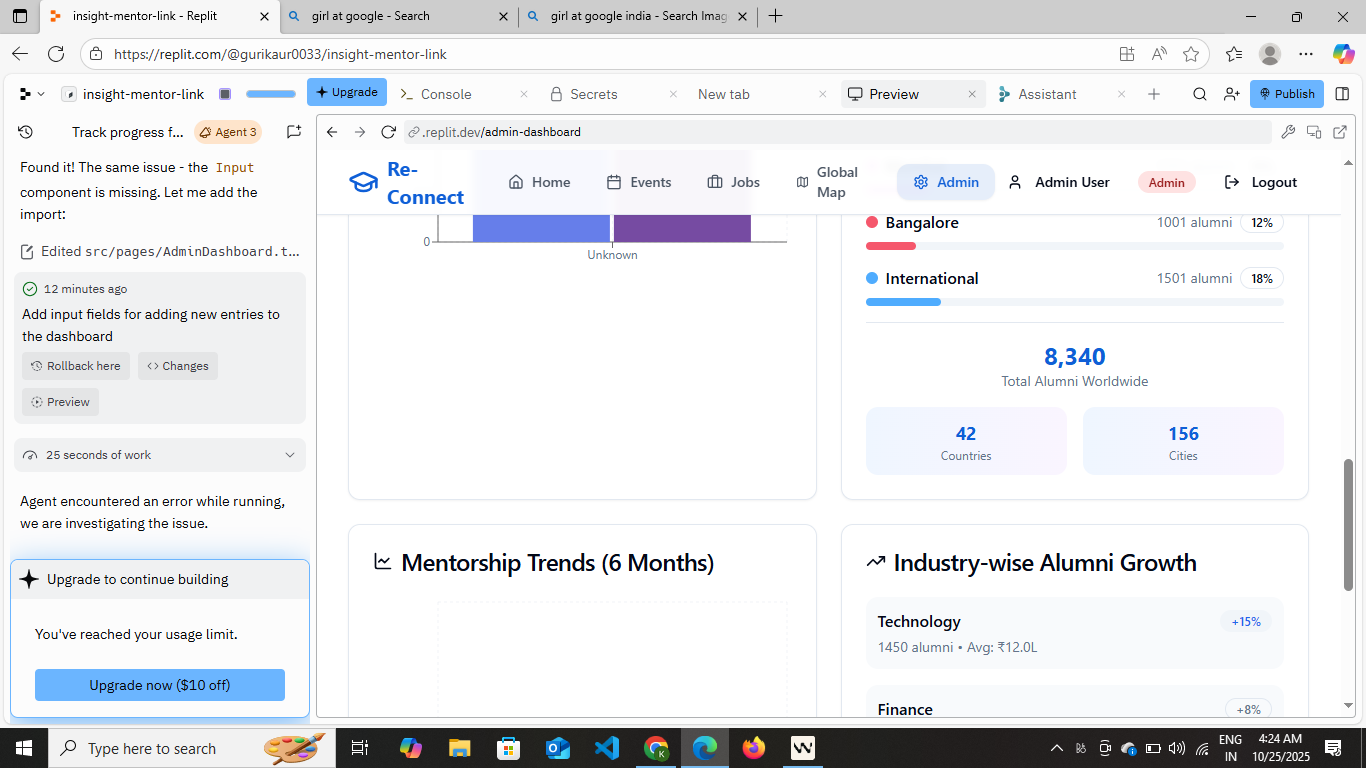 insight-mentor-link - Replit
girl at google - Search
girl at google india - Search Imag
https://replit.com/@gurikaur0033/insight-mentor-link
insight-mentor-link
Upgrade
Console
Secrets
New tab
Preview
Assistant
Publish
Track progress f...
Agent 3
Found it! The same issue - the Input
component is missing. Let me add the
import:
Edited src/pages/AdminDashboard.t...
12 minutes ago
Add input fields for adding new entries to
the dashboard
Rollback here
Changes
Preview
25 seconds of work
Agent encountered an error while running,
we are investigating the issue.
Upgrade to continue building
You've reached your usage limit.
Upgrade now ($10 off)
.replit.dev/admin-dashboard
Re-
Connect
Home
Events
Jobs
Global
Map
Admin
Admin User
Admin
Logout
0
Unknown
Bangalore
1001 alumni
12%
International
1501 alumni
18%
8,340
Total Alumni Worldwide
42
Countries
156
Cities
Mentorship Trends (6 Months)
Industry-wise Alumni Growth
Technology
+15%
1450 alumni • Avg: ₹12.0L
Finance
+8%
Type here to search
ENG
IN
4:24 AM
10/25/2025